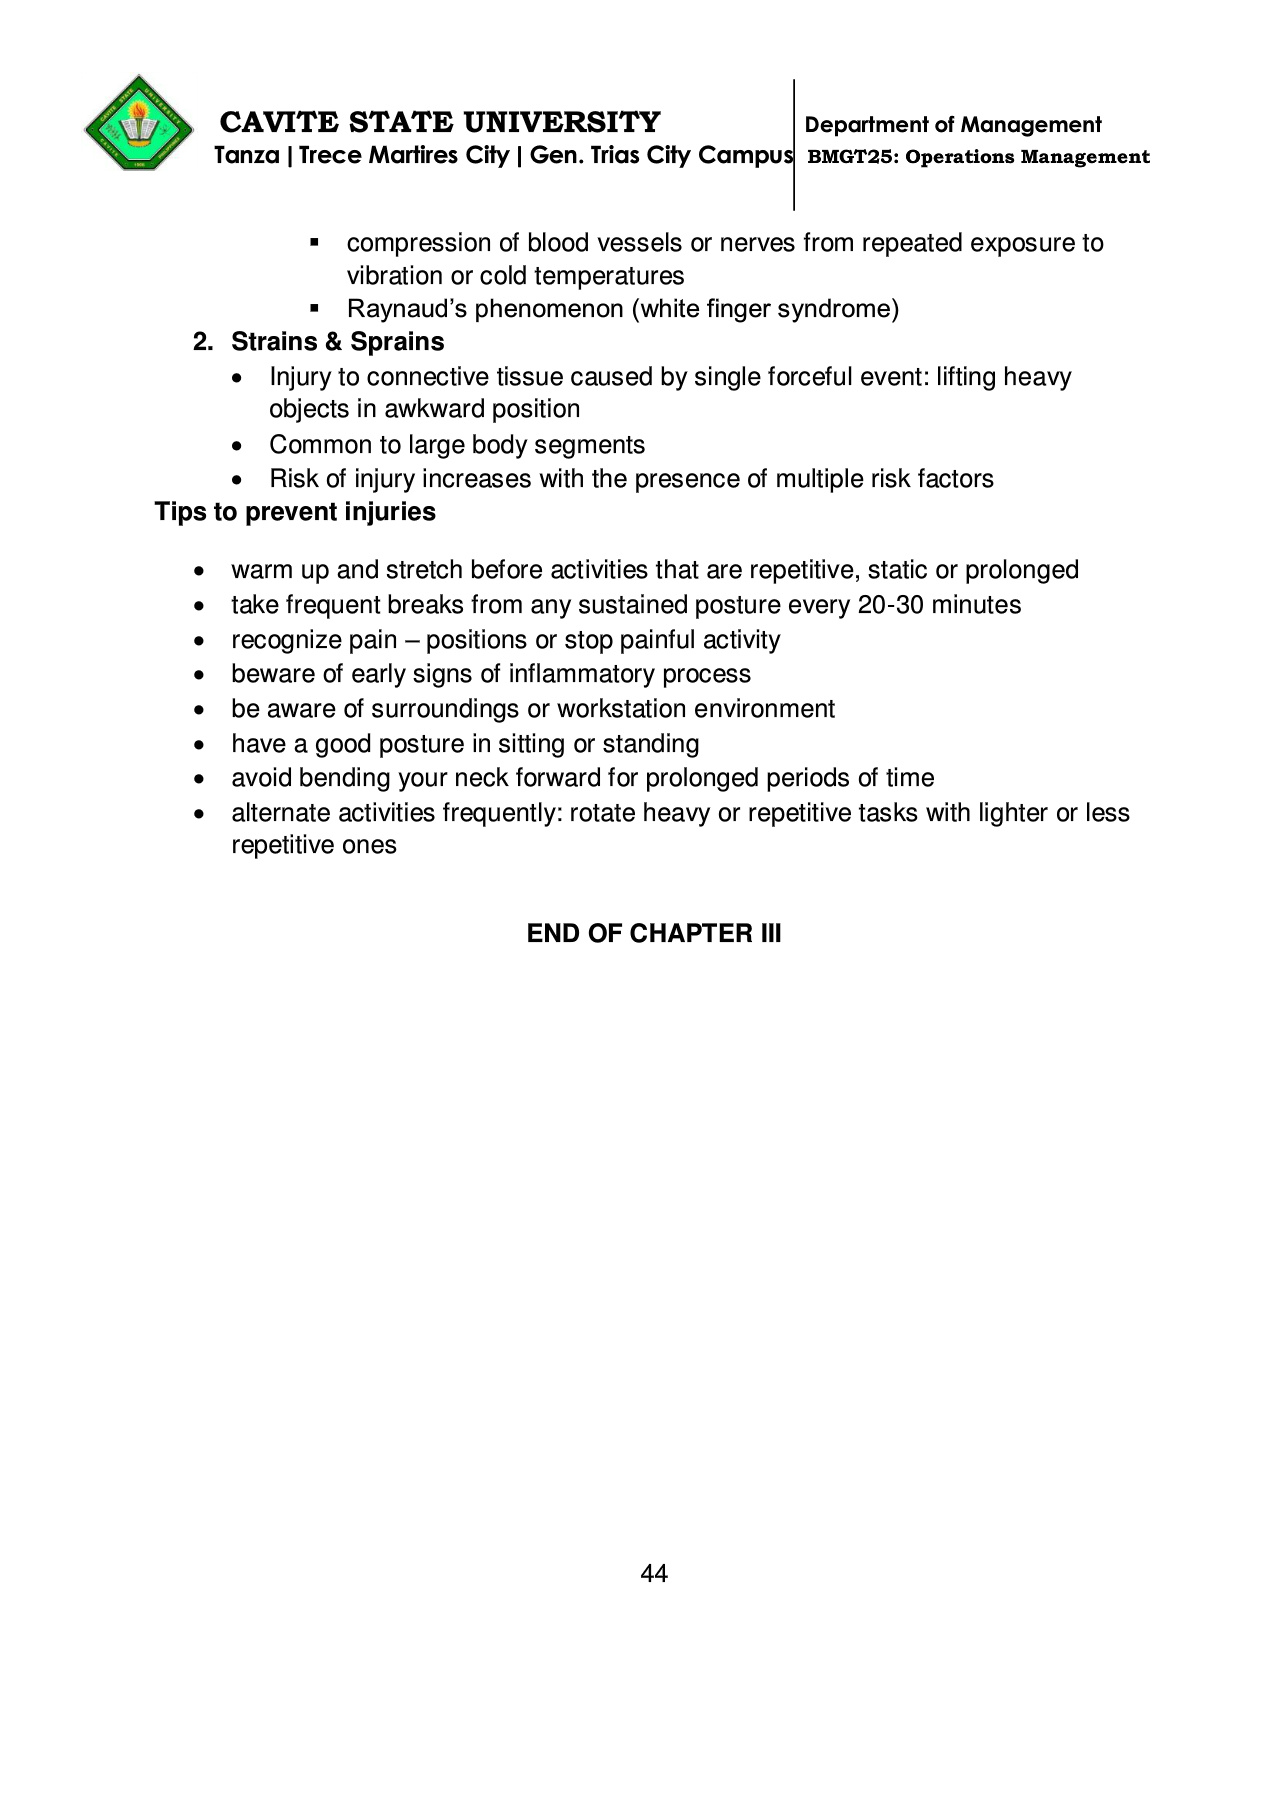 CAVITE STATE UNIVERSITY
Tanza | Trece Martires City | Gen. Trias City Campus
Department of Management
BMGT25: Operations Management
▪ compression of blood vessels or nerves from repeated exposure to
vibration or cold temperatures
▪ Raynaud’s phenomenon (white finger syndrome)
2. Strains & Sprains
• Injury to connective tissue caused by single forceful event: lifting heavy
objects in awkward position
• Common to large body segments
• Risk of injury increases with the presence of multiple risk factors
Tips to prevent injuries
• warm up and stretch before activities that are repetitive, static or prolonged
• take frequent breaks from any sustained posture every 20-30 minutes
• recognize pain – positions or stop painful activity
• beware of early signs of inflammatory process
• be aware of surroundings or workstation environment
• have a good posture in sitting or standing
• avoid bending your neck forward for prolonged periods of time
• alternate activities frequently: rotate heavy or repetitive tasks with lighter or less
repetitive ones
END OF CHAPTER III
44